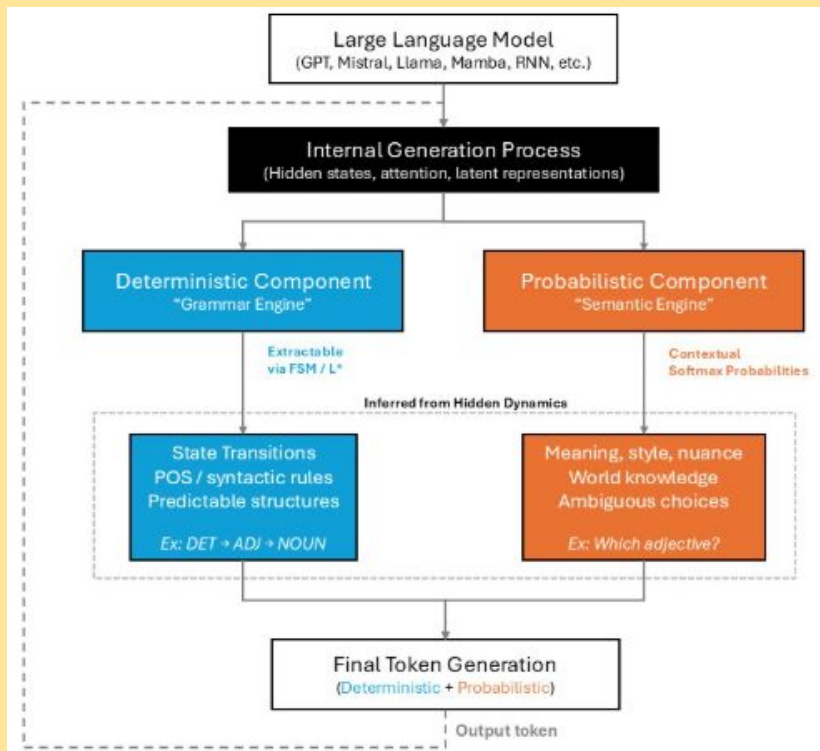 Large Language Model
(GPT, Mistral, Llama, Mamba, RNN, etc.)
Internal Generation Process
(Hidden states, attention, latent representations)
Deterministic Component
“Grammar Engine”
Probabilistic Component
“Semantic Engine”
Extractable
via FSM / L*
Contextual
Softmax Probabilities
Inferred from Hidden Dynamics
State Transitions
POS / syntactic rules
Predictable structures
Ex: DET → ADJ → NOUN
Meaning, style, nuance
World knowledge
Ambiguous choices
Ex: Which adjective?
Final Token Generation
(Deterministic + Probabilistic)
Output token